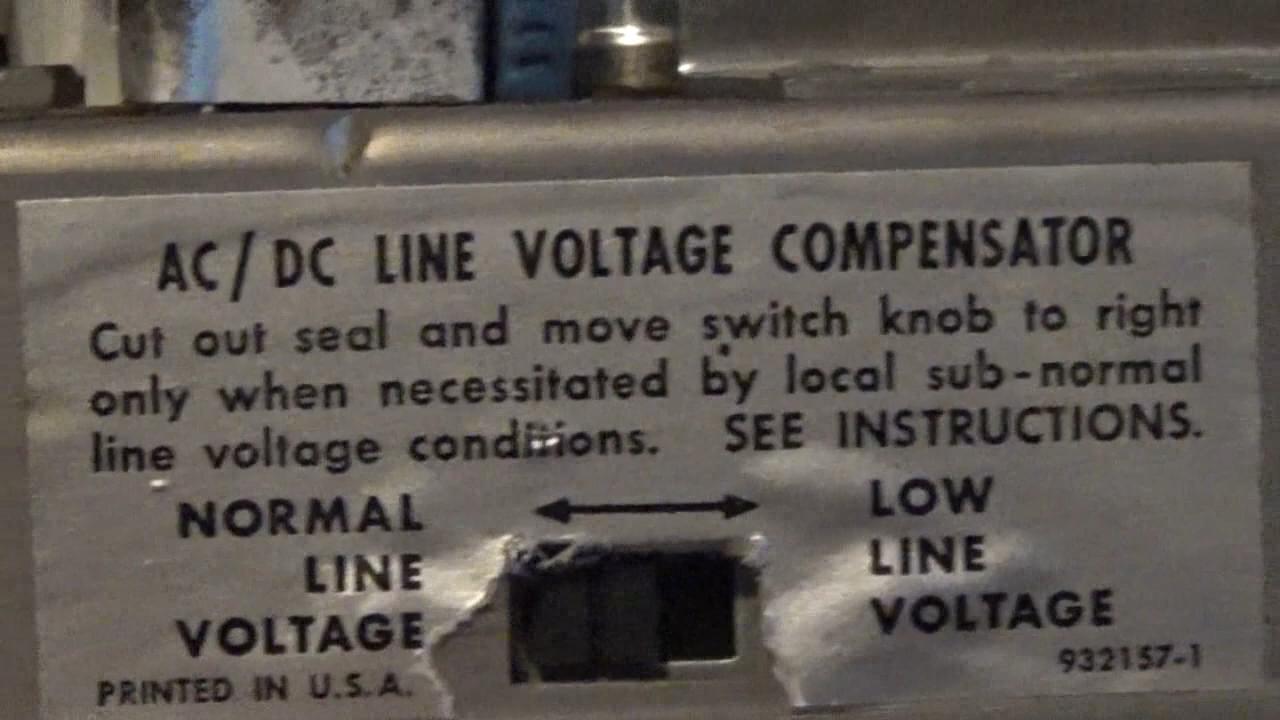 AC/DC LINE VOLTAGE COMPENSATOR
Cut out seal and move switch knob to right
only when necessitated by local sub-normal
line voltage conditions. SEE INSTRUCTIONS.
NORMAL
LINE
VOLTAGE
LOW
LINE
VOLTAGE
PRINTED IN U.S.A.
932157-1